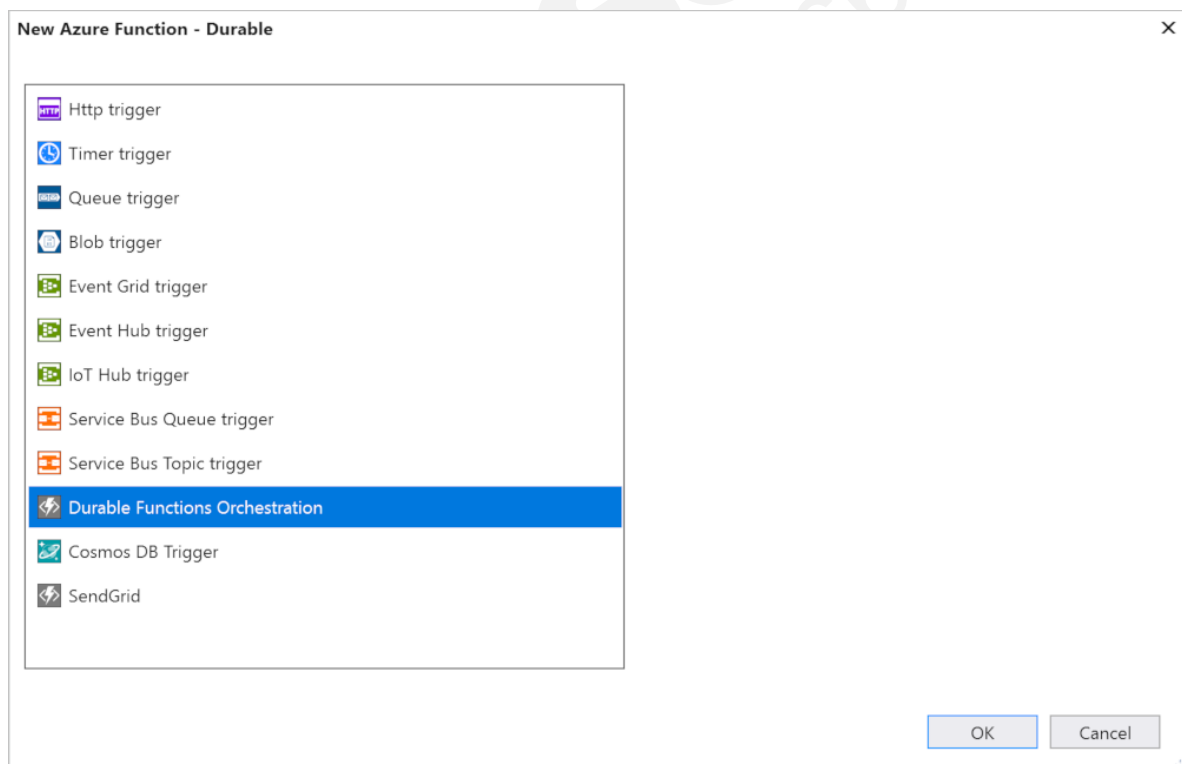 New Azure Function - Durable
Http trigger
Timer trigger
Queue trigger
Blob trigger
Event Grid trigger
Event Hub trigger
IoT Hub trigger
Service Bus Queue trigger
Service Bus Topic trigger
Durable Functions Orchestration
Cosmos DB Trigger
SendGrid
OK Cancel